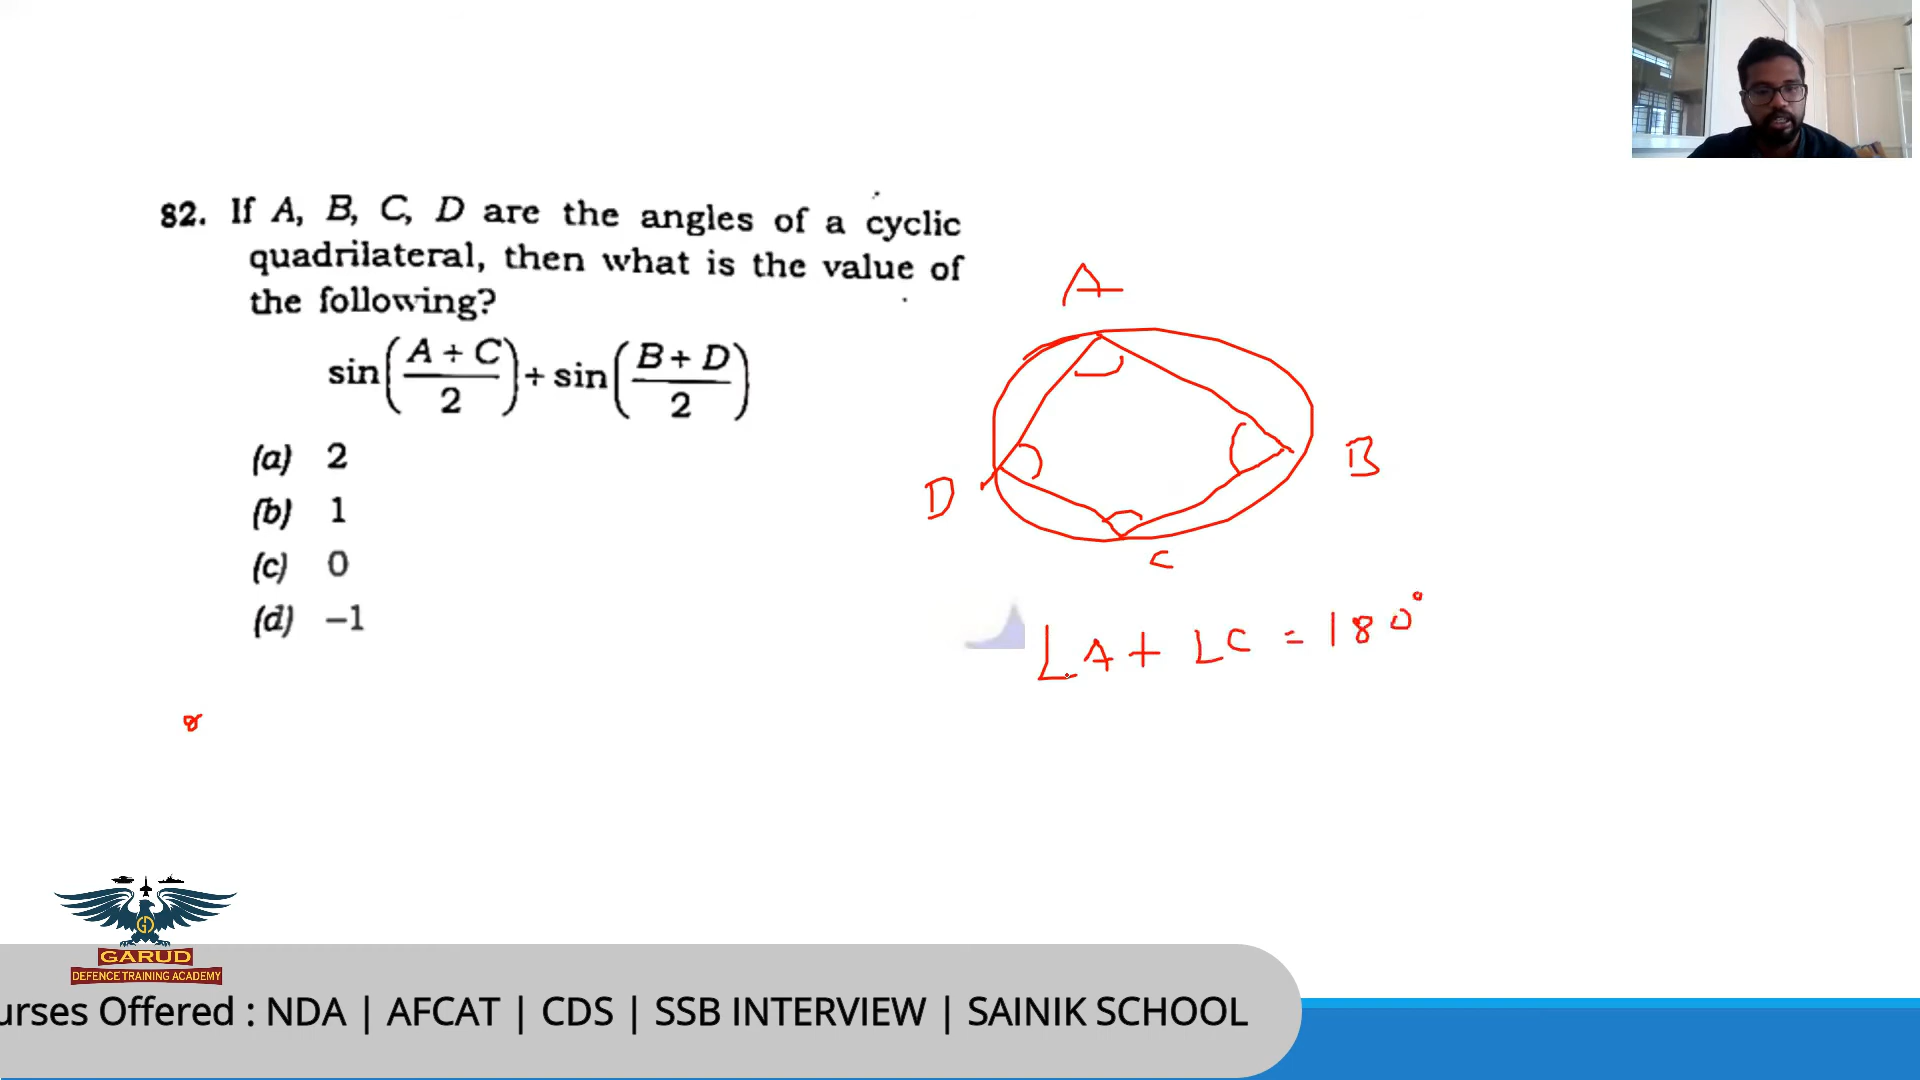 82. If A, B, C, D are the angles of a cyclic
quadrilateral, then what is the value of
the following?
sin((A + C)/2) + sin((B + D)/2)
(a) 2
(b) 1
(c) 0
(d) −1
A
B
D
C
∠A + ∠C = 180°
GARUD
DEFENCE TRAINING ACADEMY
urses Offered : NDA | AFCAT | CDS | SSB INTERVIEW | SAINIK SCHOOL